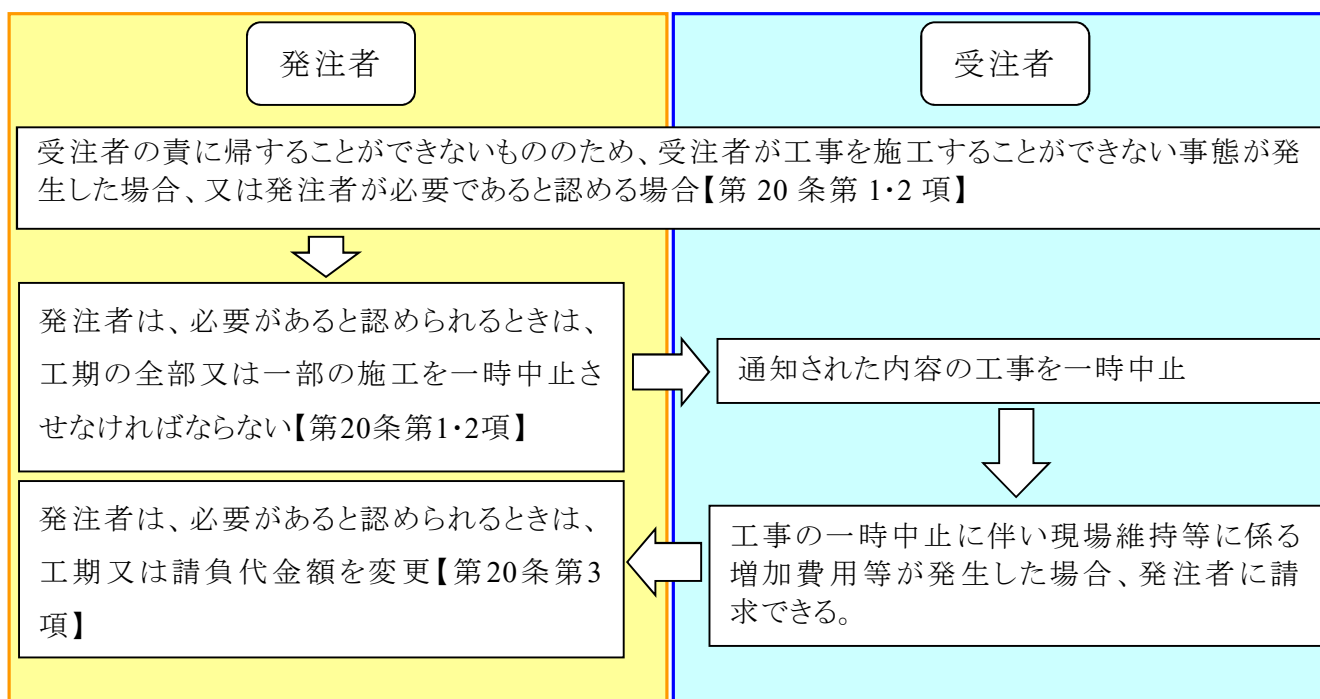 発注者
受注者
受注者の責に帰することができないもののため、受注者が工事を施工することができない事態が発
生した場合、又は発注者が必要であると認める場合【第 20 条第 1・2 項】
発注者は、必要があると認められるときは、
工期の全部又は一部の施工を一時中止さ
せなければならない【第20条第1・2項】
通知された内容の工事を一時中止
工事の一時中止に伴い現場維持等に係る
増加費用等が発生した場合、発注者に請
求できる。
発注者は、必要があると認められるときは、
工期又は請負代金額を変更【第20条第3
項】